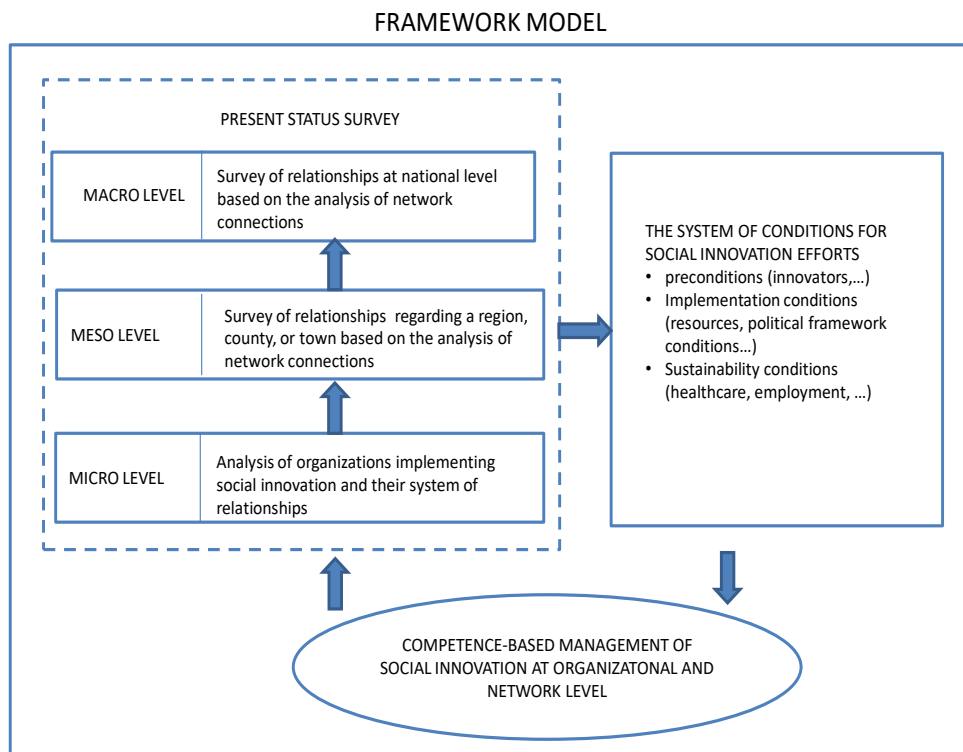 FRAMEWORK MODEL
PRESENT STATUS SURVEY
MACRO LEVEL
Survey of relationships at national level
based on the analysis of network
connections
MESO LEVEL
Survey of relationships regarding a region,
county, or town based on the analysis of
network connections
MICRO LEVEL
Analysis of organizations implementing
social innovation and their system of
relationships
THE SYSTEM OF CONDITIONS FOR
SOCIAL INNOVATION EFFORTS
• preconditions (innovators,...)
• Implementation conditions
(resources, political framework
conditions...)
• Sustainability conditions
(healthcare, employment, ...)
COMPETENCE-BASED MANAGEMENT OF
SOCIAL INNOVATION AT ORGANIZATONAL AND
NETWORK LEVEL